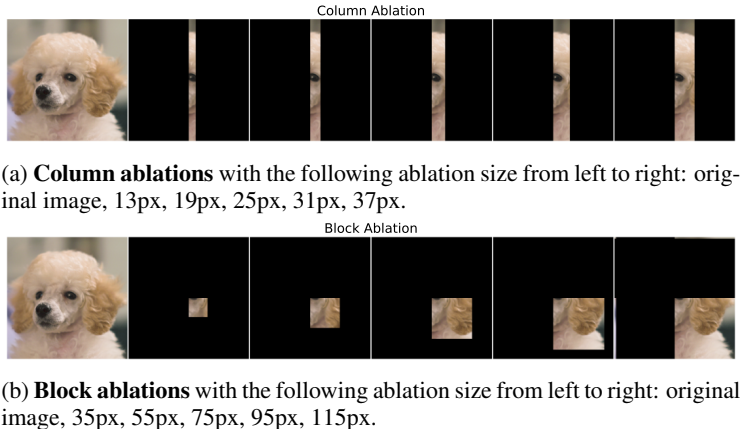 Column Ablation
(a) Column ablations with the following ablation size from left to right: orig-
inal image, 13px, 19px, 25px, 31px, 37px.
Block Ablation
(b) Block ablations with the following ablation size from left to right: original
image, 35px, 55px, 75px, 95px, 115px.